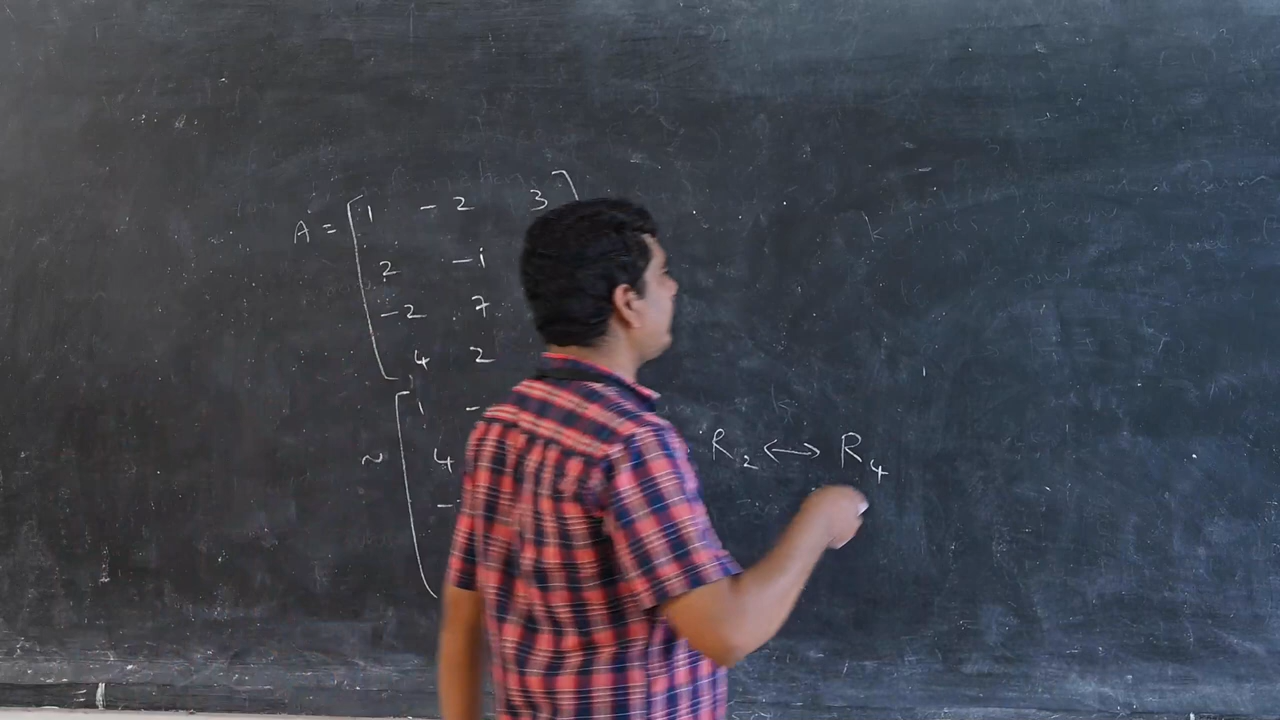 A = [ 1 -2 3 ]
2 -1
-2 7
4 2
[ 1 -
~ 4 R₂ ↔ R₄
-